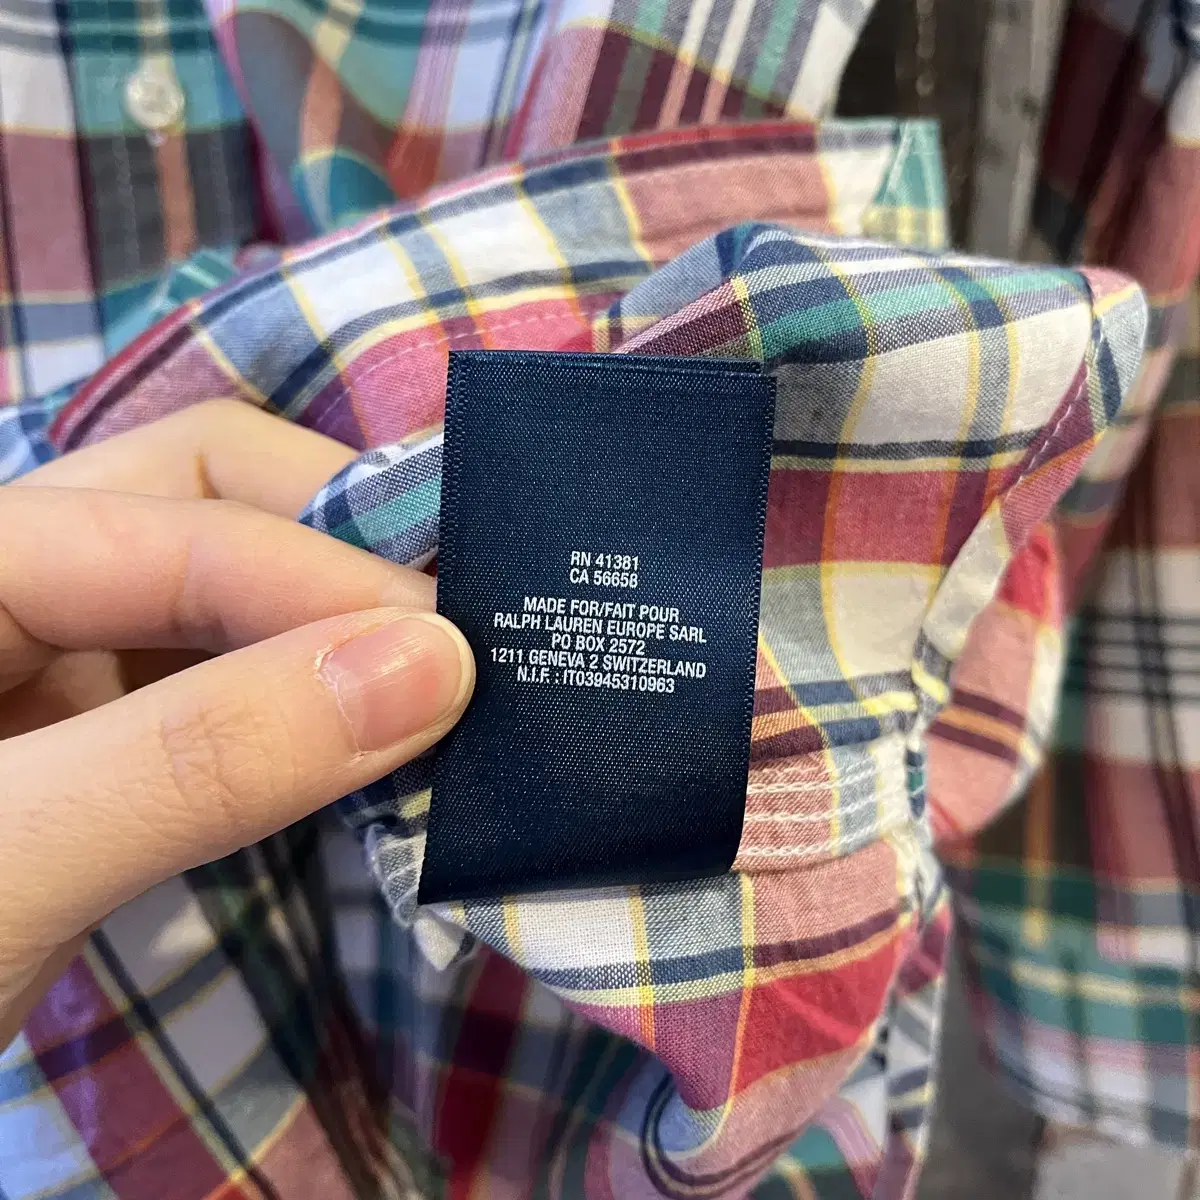 RN 41381
CA 56658
MADE FOR/FAIT POUR
RALPH LAUREN EUROPE SARL
PO BOX 2572
1211 GENEVA 2 SWITZERLAND
N.I.F. : IT03945310963